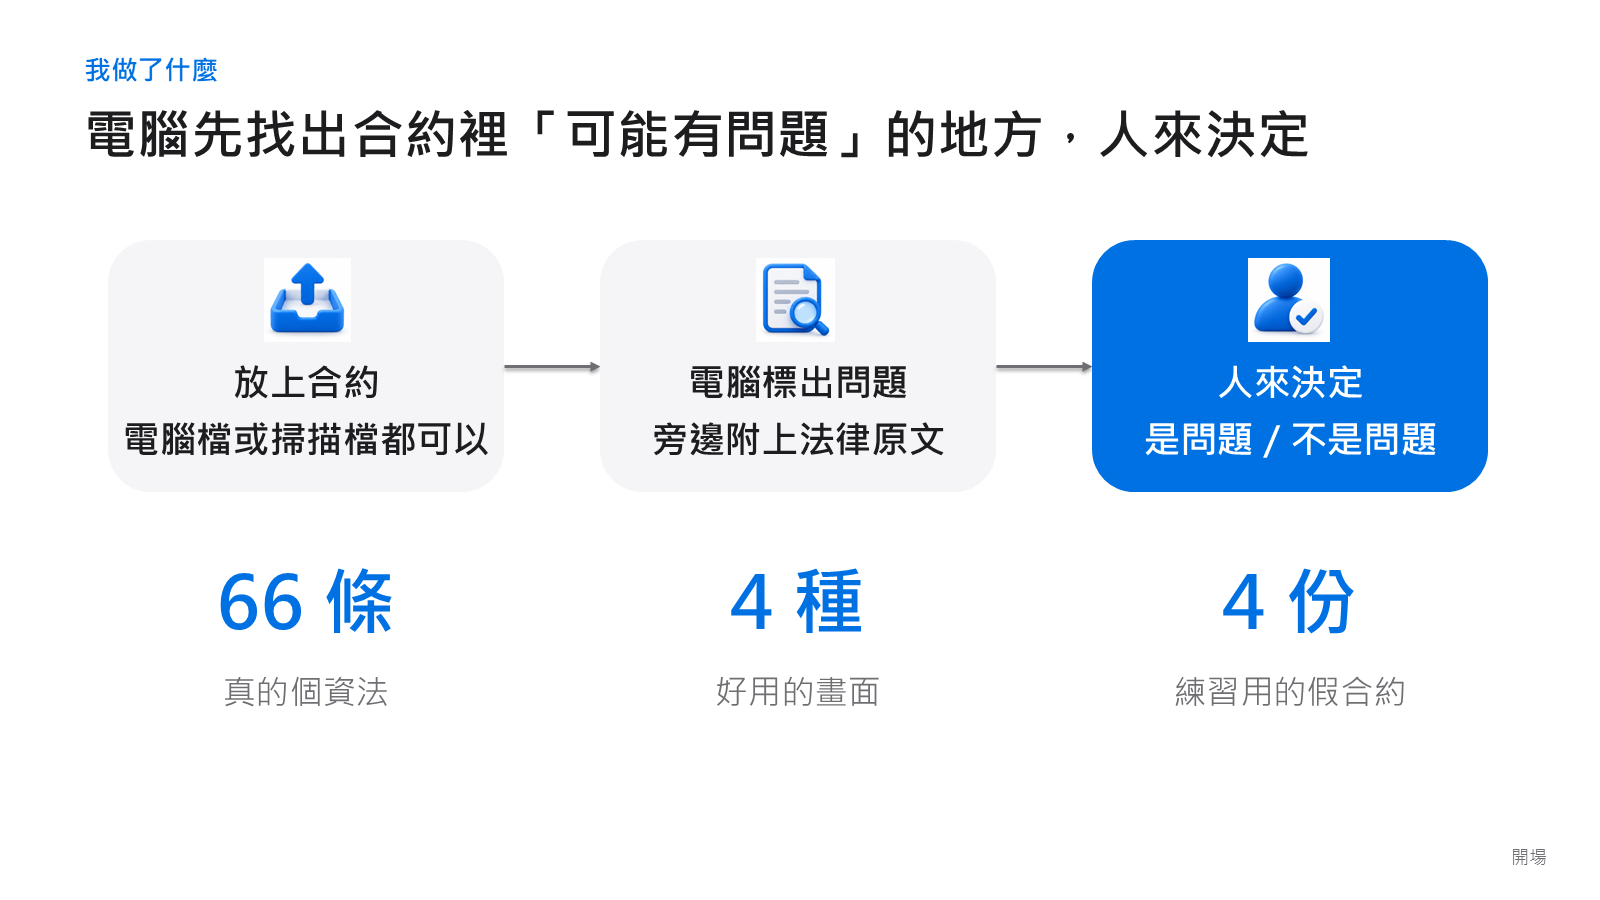 我做了什麼
電腦先找出合約裡「可能有問題」的地方，人來決定
放上合約
電腦檔或掃描檔都可以
電腦標出問題
旁邊附上法律原文
人來決定
是問題 / 不是問題
66 條
真的個資法
4 種
好用的畫面
4 份
練習用的假合約
開場